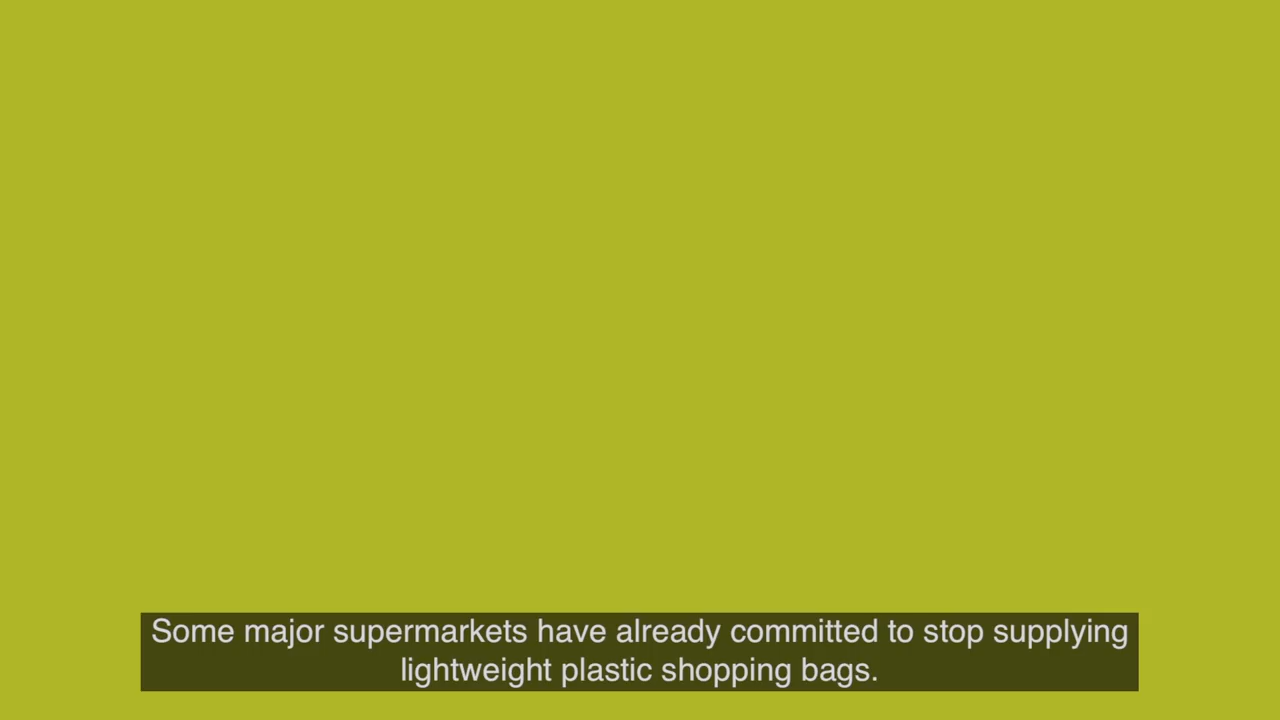 Some major supermarkets have already committed to stop supplying
lightweight plastic shopping bags.